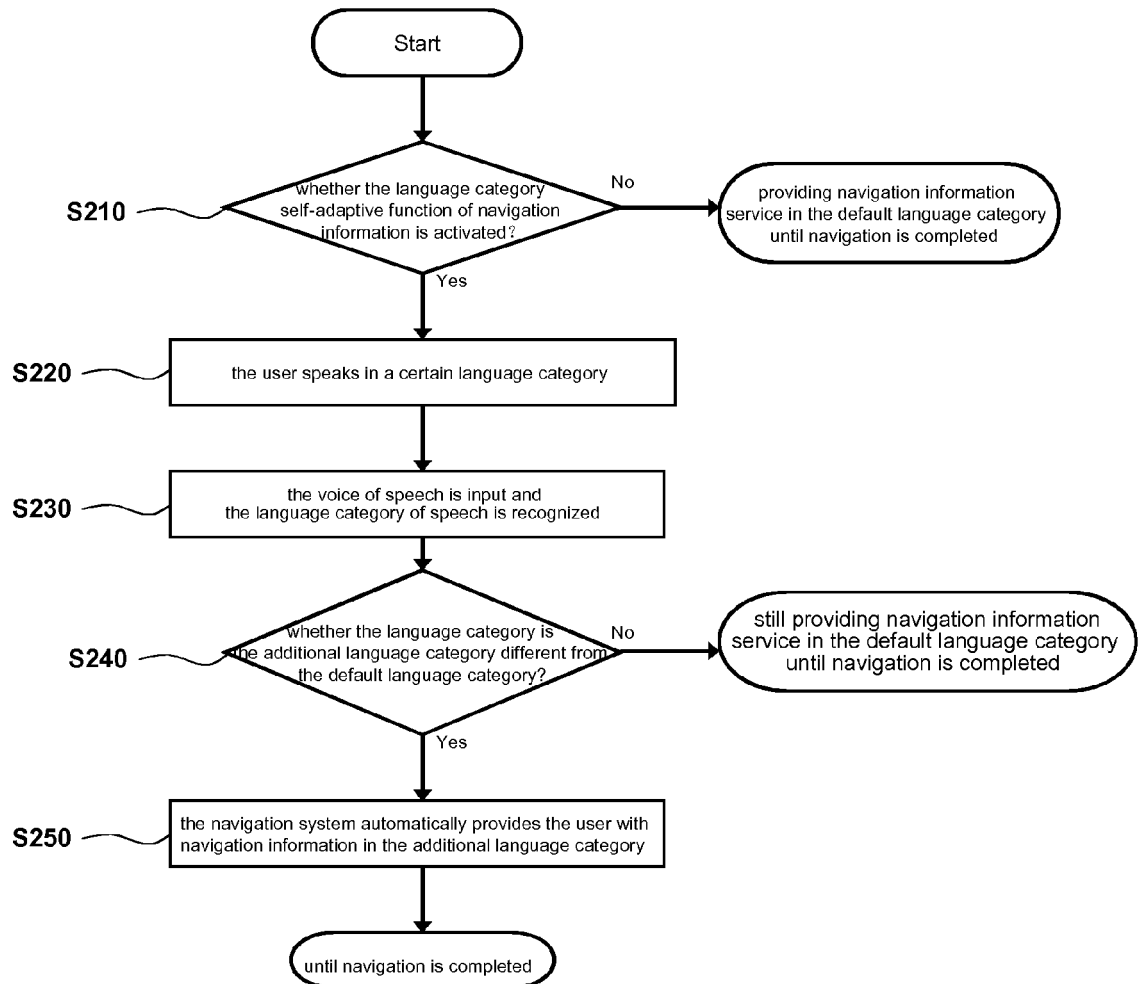 Start
S210
whether the language category
self-adaptive function of navigation
information is activated?
No
providing navigation information
service in the default language category
until navigation is completed
Yes
S220
the user speaks in a certain language category
S230
the voice of speech is input and
the language category of speech is recognized
S240
whether the language category is
the additional language category different from
the default language category?
No
still providing navigation information
service in the default language category
until navigation is completed
Yes
S250
the navigation system automatically provides the user with
navigation information in the additional language category
until navigation is completed